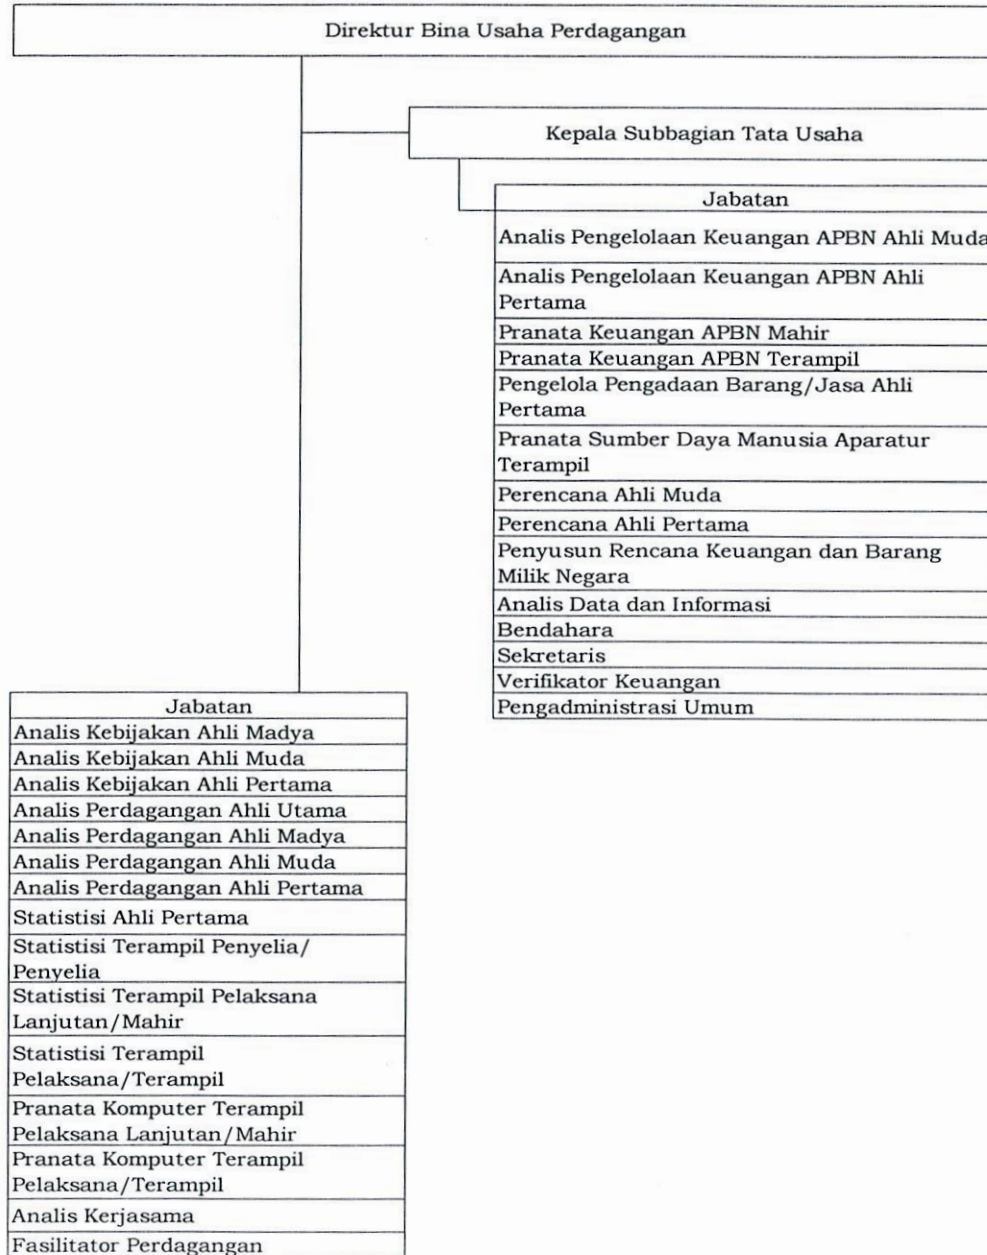 Direktur Bina Usaha Perdagangan
Kepala Subbagian Tata Usaha
Jabatan
Analis Pengelolaan Keuangan APBN Ahli Muda
Analis Pengelolaan Keuangan APBN Ahli
Pertama
Pranata Keuangan APBN Mahir
Pranata Keuangan APBN Terampil
Pengelola Pengadaan Barang/Jasa Ahli
Pertama
Pranata Sumber Daya Manusia Aparatur
Terampil
Perencana Ahli Muda
Perencana Ahli Pertama
Penyusun Rencana Keuangan dan Barang
Milik Negara
Analis Data dan Informasi
Bendahara
Sekretaris
Verifikator Keuangan
Pengadministrasi Umum
Jabatan
Analis Kebijakan Ahli Madya
Analis Kebijakan Ahli Muda
Analis Kebijakan Ahli Pertama
Analis Perdagangan Ahli Utama
Analis Perdagangan Ahli Madya
Analis Perdagangan Ahli Muda
Analis Perdagangan Ahli Pertama
Statistisi Ahli Pertama
Statistisi Terampil Penyelia/
Penyelia
Statistisi Terampil Pelaksana
Lanjutan/Mahir
Statistisi Terampil
Pelaksana/Terampil
Pranata Komputer Terampil
Pelaksana Lanjutan/Mahir
Pranata Komputer Terampil
Pelaksana/Terampil
Analis Kerjasama
Fasilitator Perdagangan